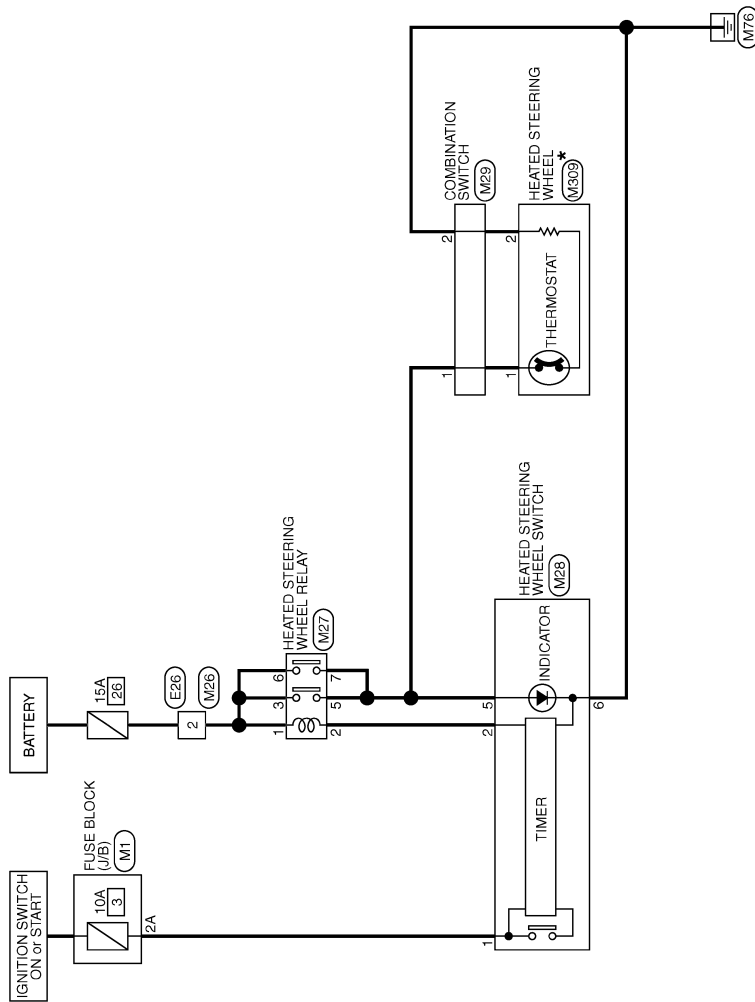 IGNITION SWITCH
ON or START
FUSE BLOCK
(J/B)
M1
10A
3
2A
BATTERY
15A
26
E26
M26
2
HEATED STEERING
WHEEL RELAY
M27
1
3
6
2
5
7
HEATED STEERING
WHEEL SWITCH
M28
1
2
5
TIMER
INDICATOR
6
COMBINATION
SWITCH
M29
1
2
HEATED STEERING
WHEEL *
M309
1
2
THERMOSTAT
M76